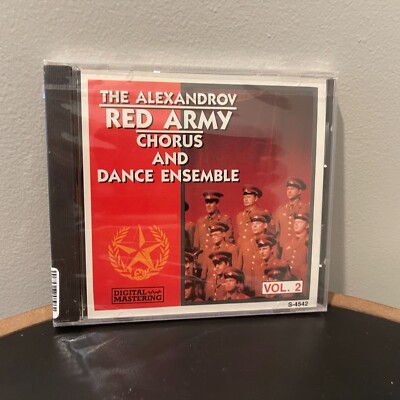 THE ALEXANDROV
RED ARMY
CHORUS
AND
DANCE ENSEMBLE
DIGITAL
MASTERING
VOL. 2
S-4542